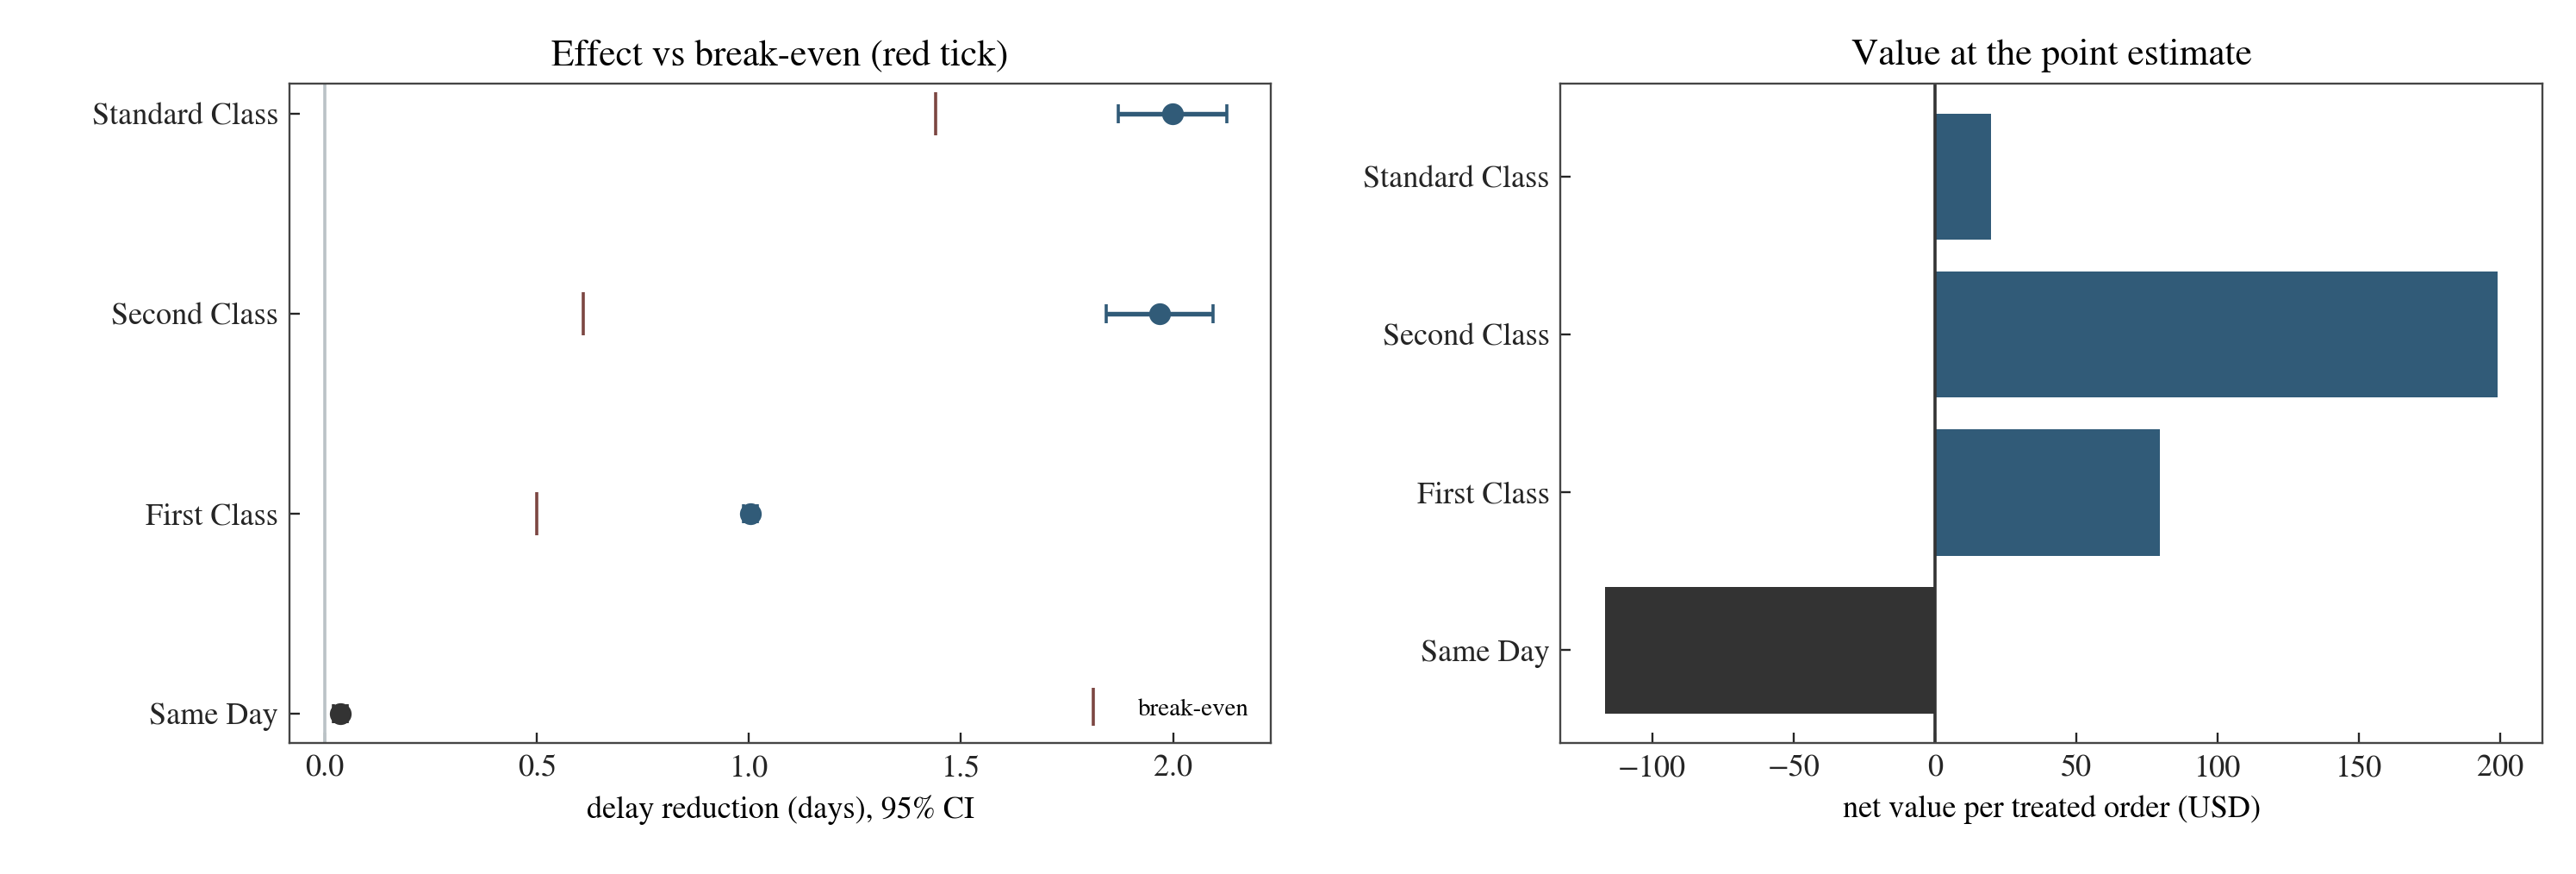 Effect vs break-even (red tick)
Standard Class
Second Class
First Class
Same Day
break-even
0.0 0.5 1.0 1.5 2.0
delay reduction (days), 95% CI
Value at the point estimate
Standard Class
Second Class
First Class
Same Day
−100 −50 0 50 100 150 200
net value per treated order (USD)